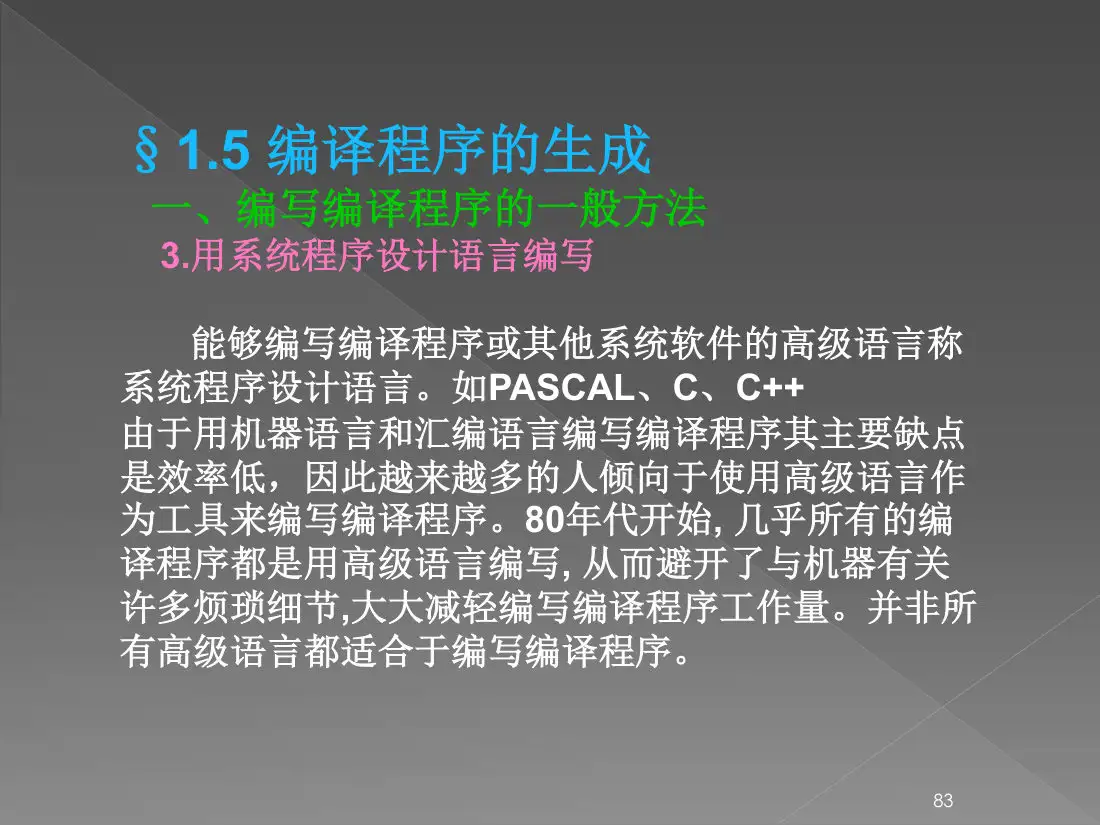 § 1.5 编译程序的生成
一、编写编译程序的一般方法
3.用系统程序设计语言编写
能够编写编译程序或其他系统软件的高级语言称
系统程序设计语言。如PASCAL、C、C++
由于用机器语言和汇编语言编写编译程序其主要缺点
是效率低，因此越来越多的人倾向于使用高级语言作
为工具来编写编译程序。80年代开始, 几乎所有的编
译程序都是用高级语言编写, 从而避开了与机器有关
许多烦琐细节,大大减轻编写编译程序工作量。并非所
有高级语言都适合于编写编译程序。
83